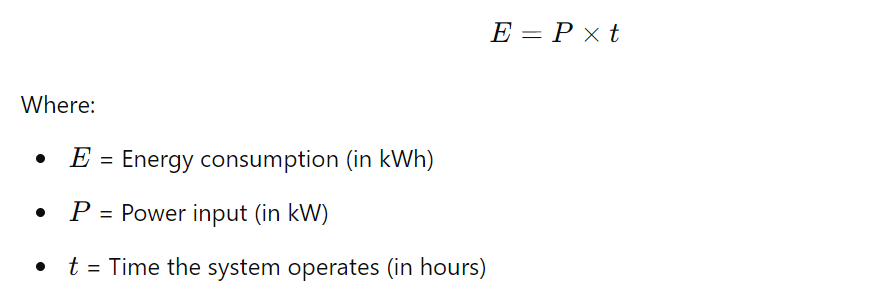 E = P × t
Where:
• E = Energy consumption (in kWh)
• P = Power input (in kW)
• t = Time the system operates (in hours)